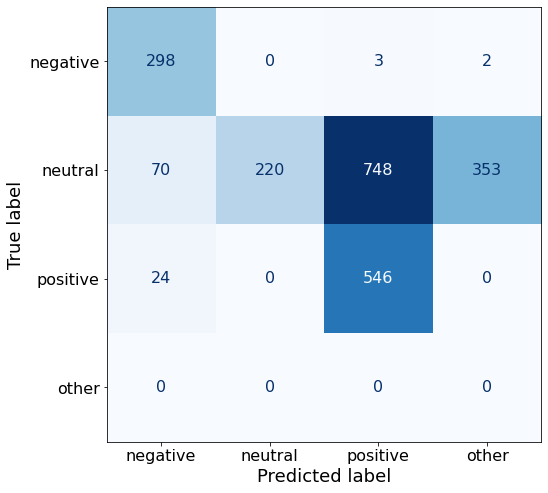 negative 298 0 3 2
neutral 70 220 748 353
positive 24 0 546 0
other 0 0 0 0
negative neutral positive other
Predicted label
True label